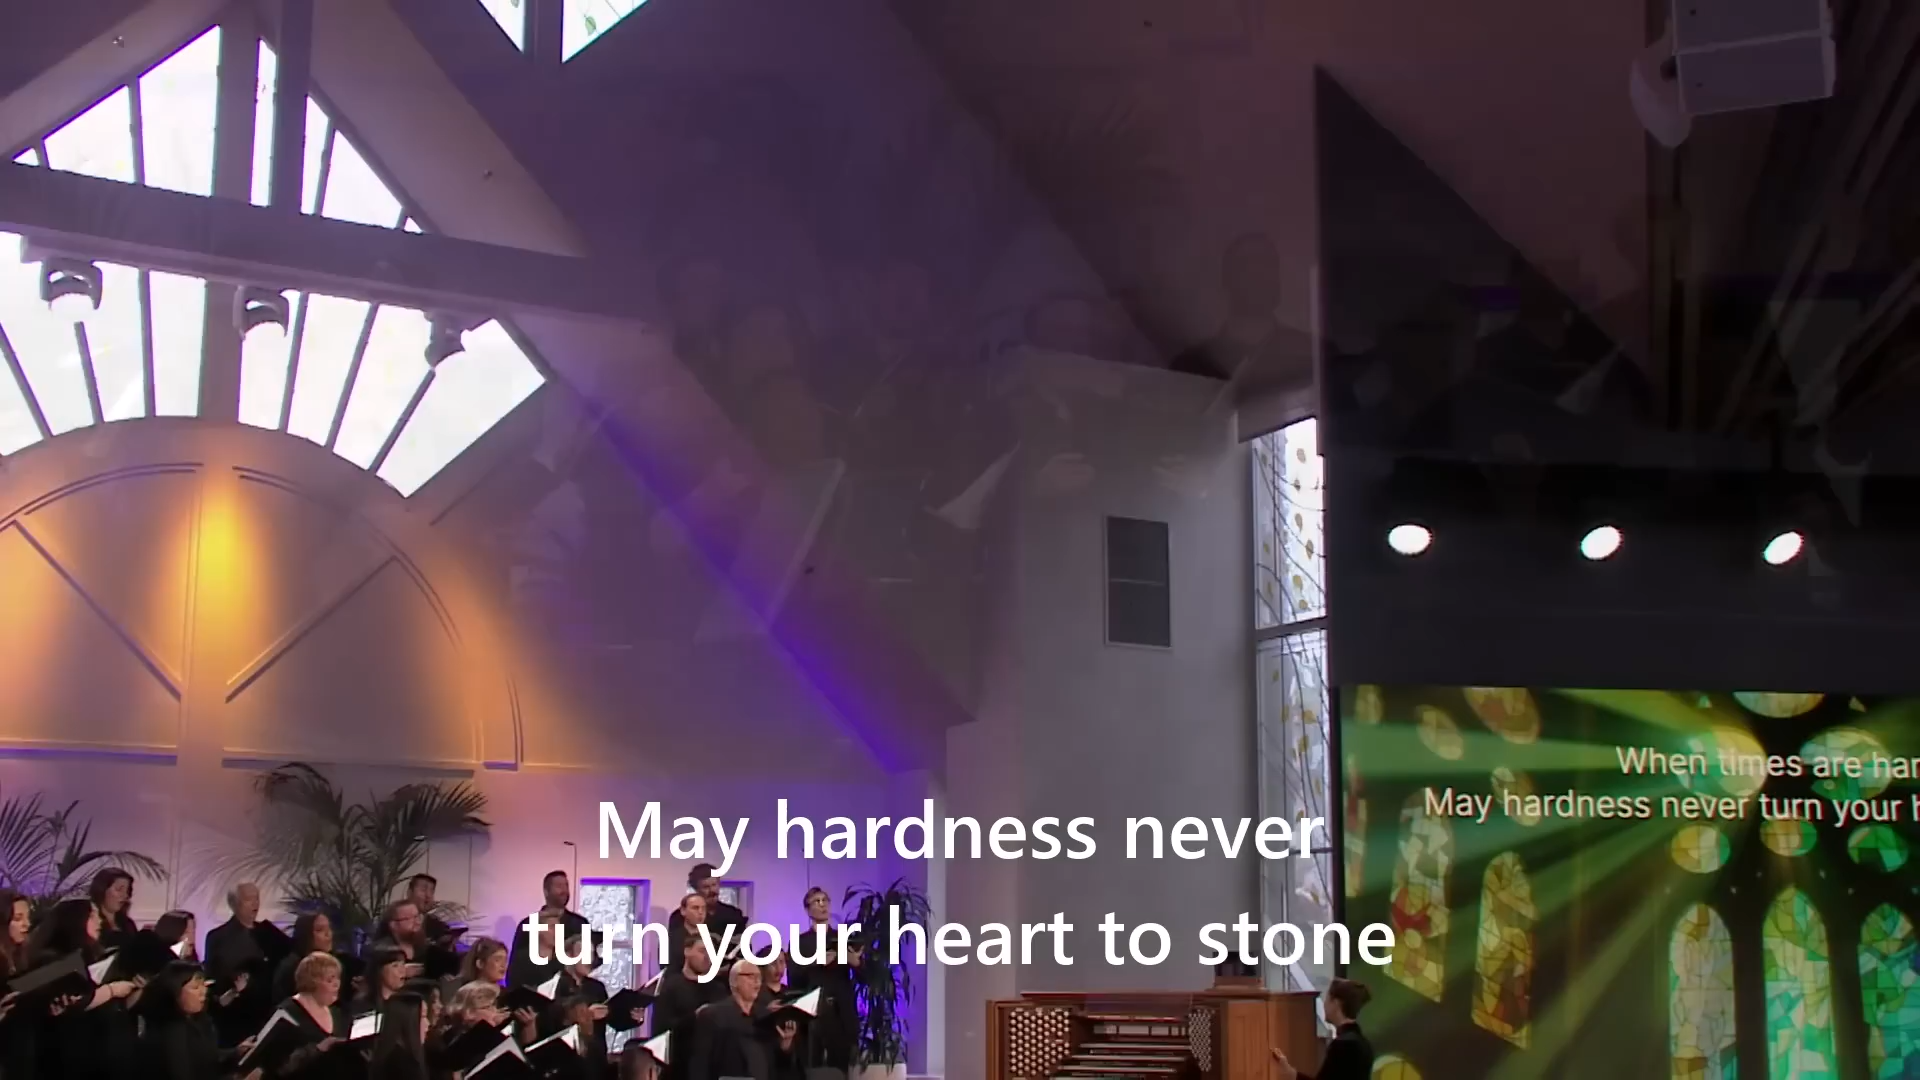 When times are har
May hardness never turn your h
May hardness never
turn your heart to stone